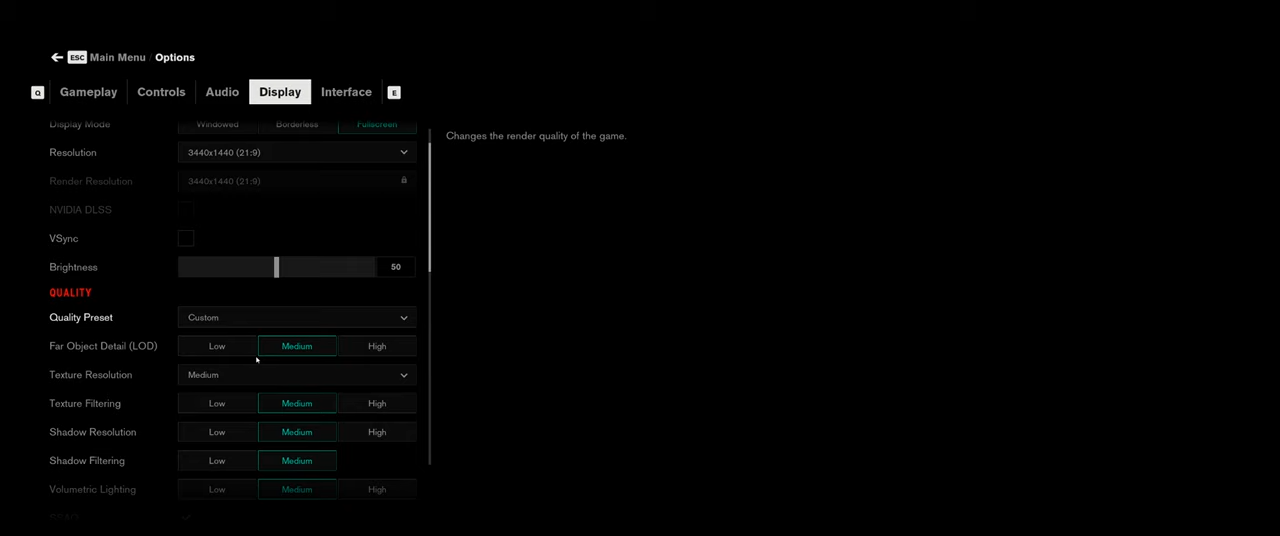 ESC Main Menu / Options
Q Gameplay Controls Audio Display Interface E
Display Mode Windowed Borderless Fullscreen
Changes the render quality of the game.
Resolution 3440x1440 (21:9)
Render Resolution 3440x1440 (21:9)
NVIDIA DLSS
VSync
Brightness 50
QUALITY
Quality Preset Custom
Far Object Detail (LOD) Low Medium High
Texture Resolution Medium
Texture Filtering Low Medium High
Shadow Resolution Low Medium High
Shadow Filtering Low Medium
Volumetric Lighting Low Medium High